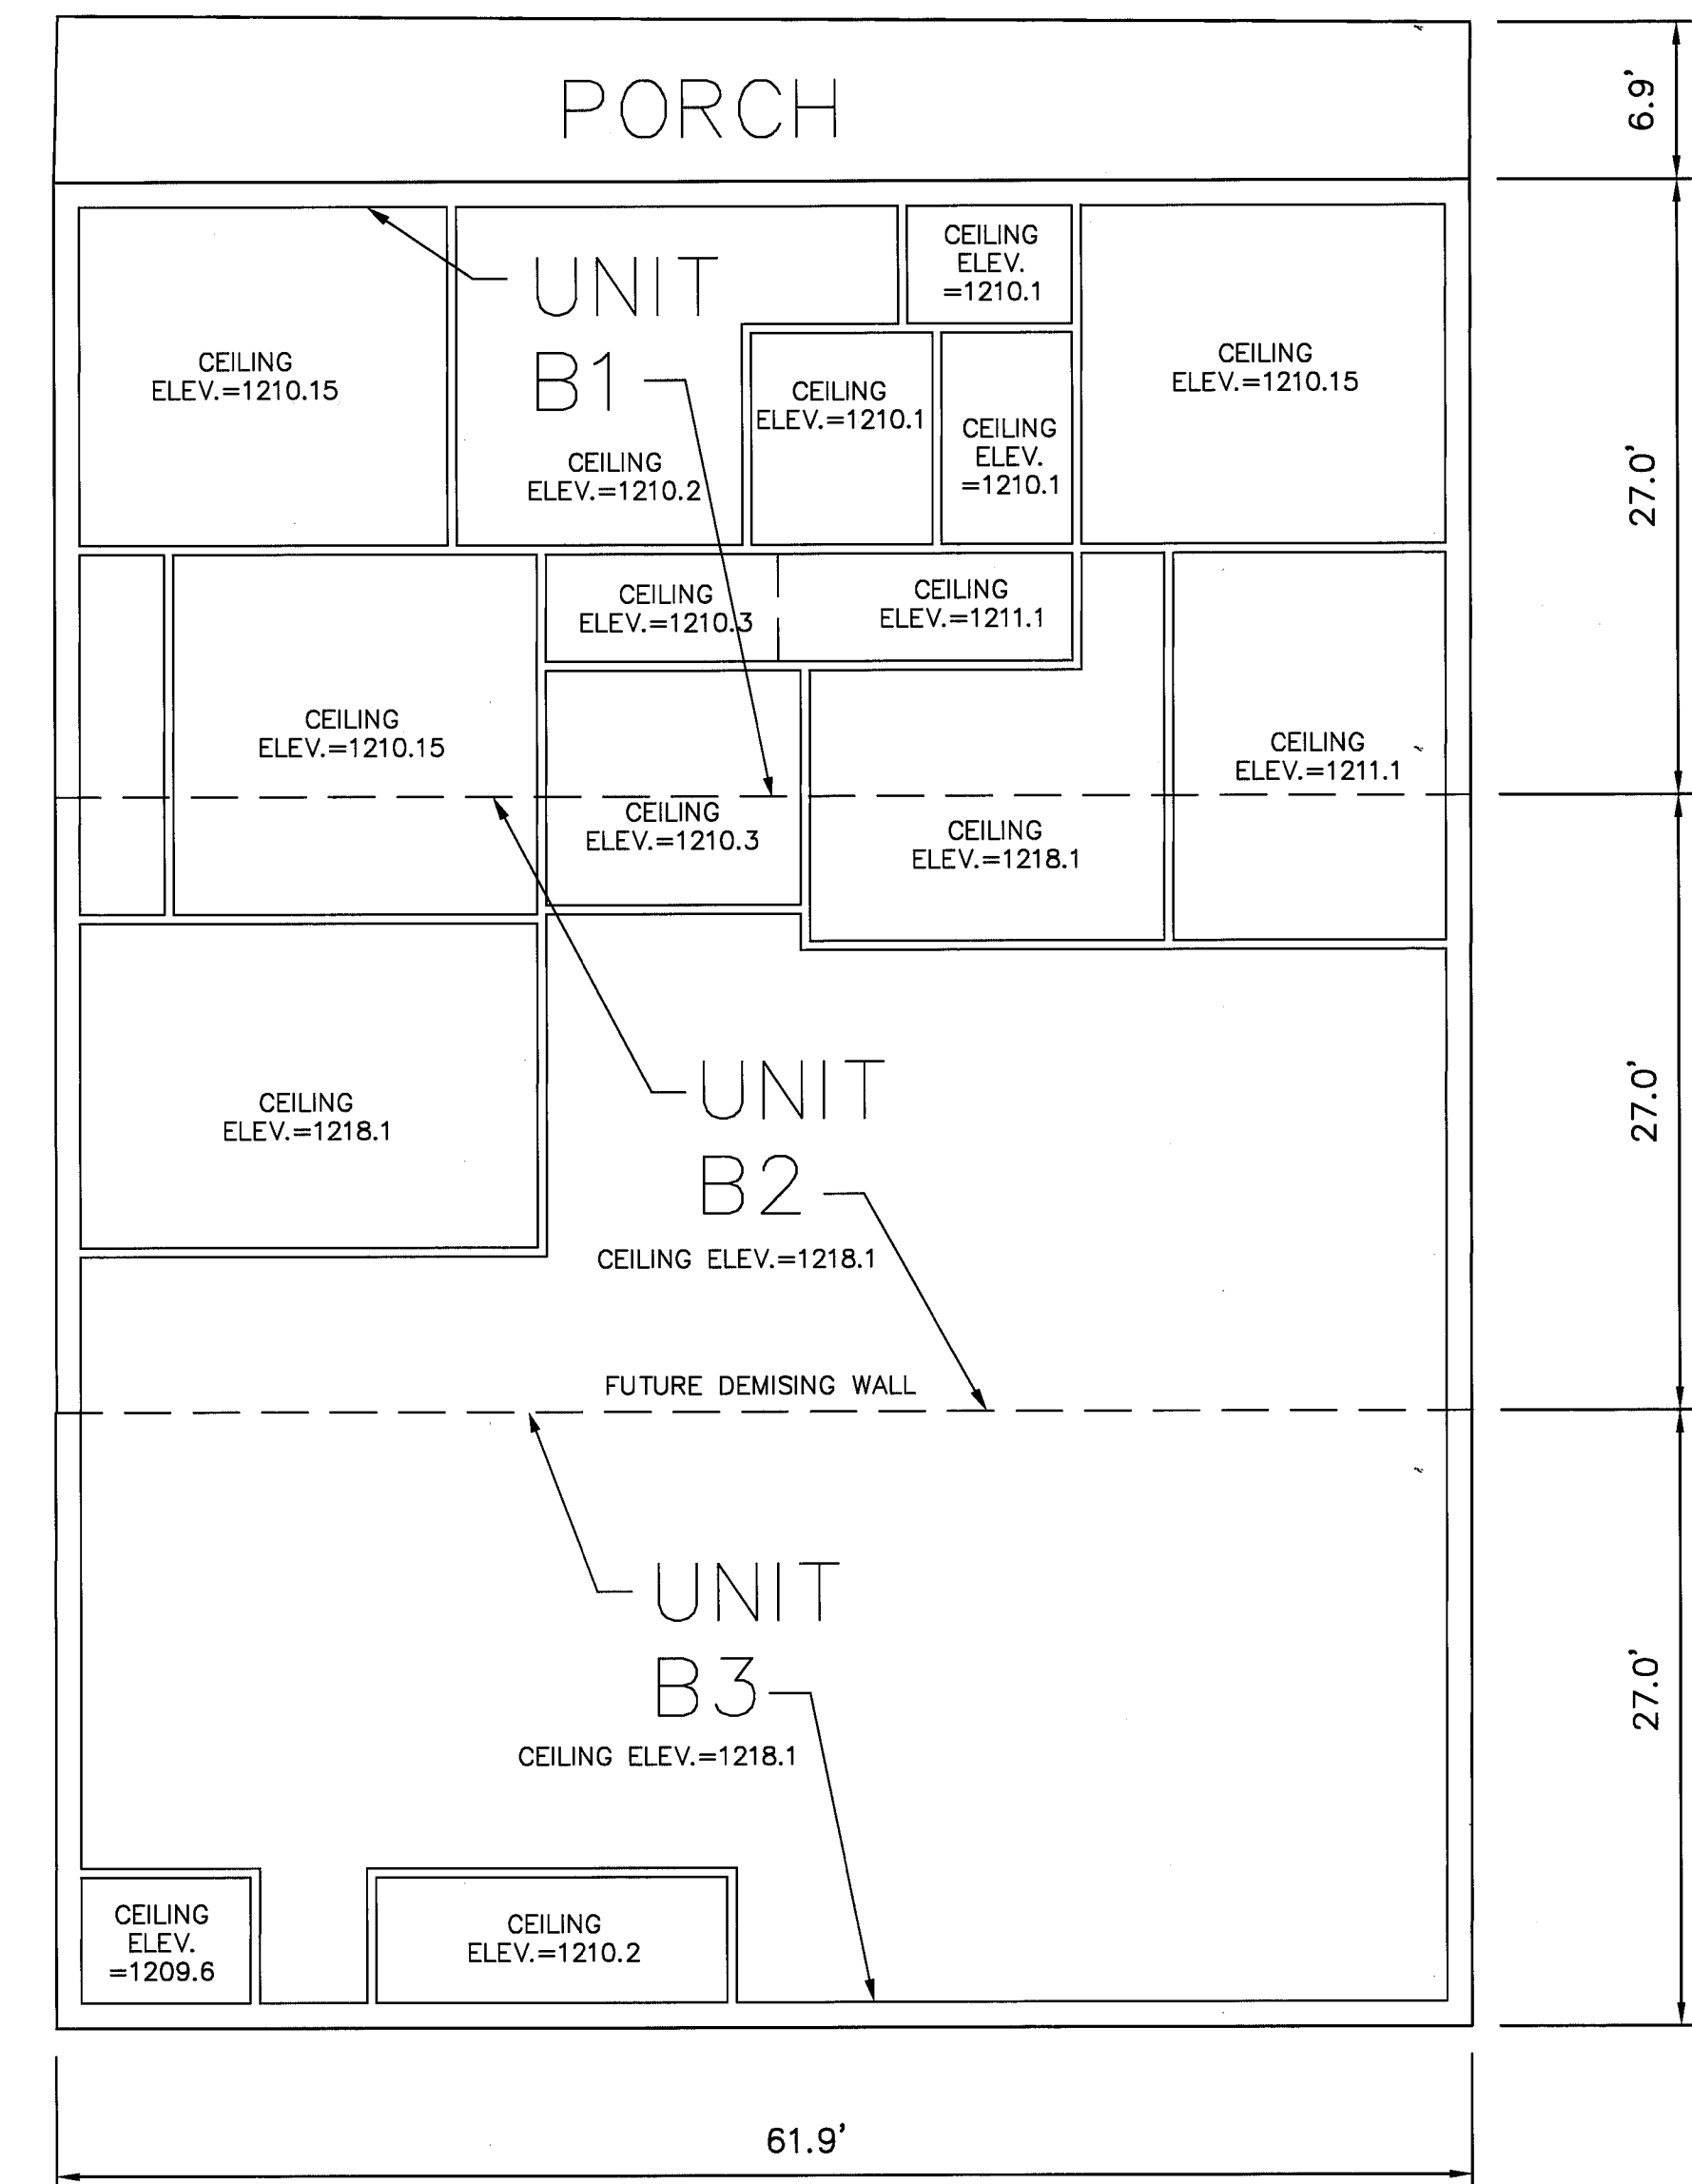 PORCH
6.9'
UNIT
B1
CEILING
ELEV.=1210.2
CEILING
ELEV.=1210.15
CEILING
ELEV.
=1210.1
CEILING
ELEV.=1210.1
CEILING
ELEV.
=1210.1
CEILING
ELEV.=1210.15
27.0'
CEILING
ELEV.=1210.3
CEILING
ELEV.=1211.1
CEILING
ELEV.=1210.15
CEILING
ELEV.=1210.3
CEILING
ELEV.=1218.1
CEILING
ELEV.=1211.1
CEILING
ELEV.=1218.1
UNIT
B2
CEILING ELEV.=1218.1
27.0'
FUTURE DEMISING WALL
UNIT
B3
CEILING ELEV.=1218.1
27.0'
CEILING
ELEV.
=1209.6
CEILING
ELEV.=1210.2
61.9'